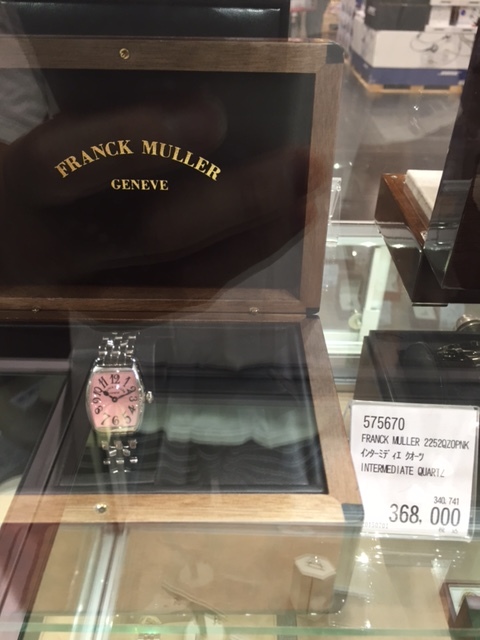 FRANCK MULLER
GENEVE
575670
FRANCK MULLER 2252QZOPNK
インターミディエ クオーツ
INTERMEDIATE QUARTZ
340,741
368,000